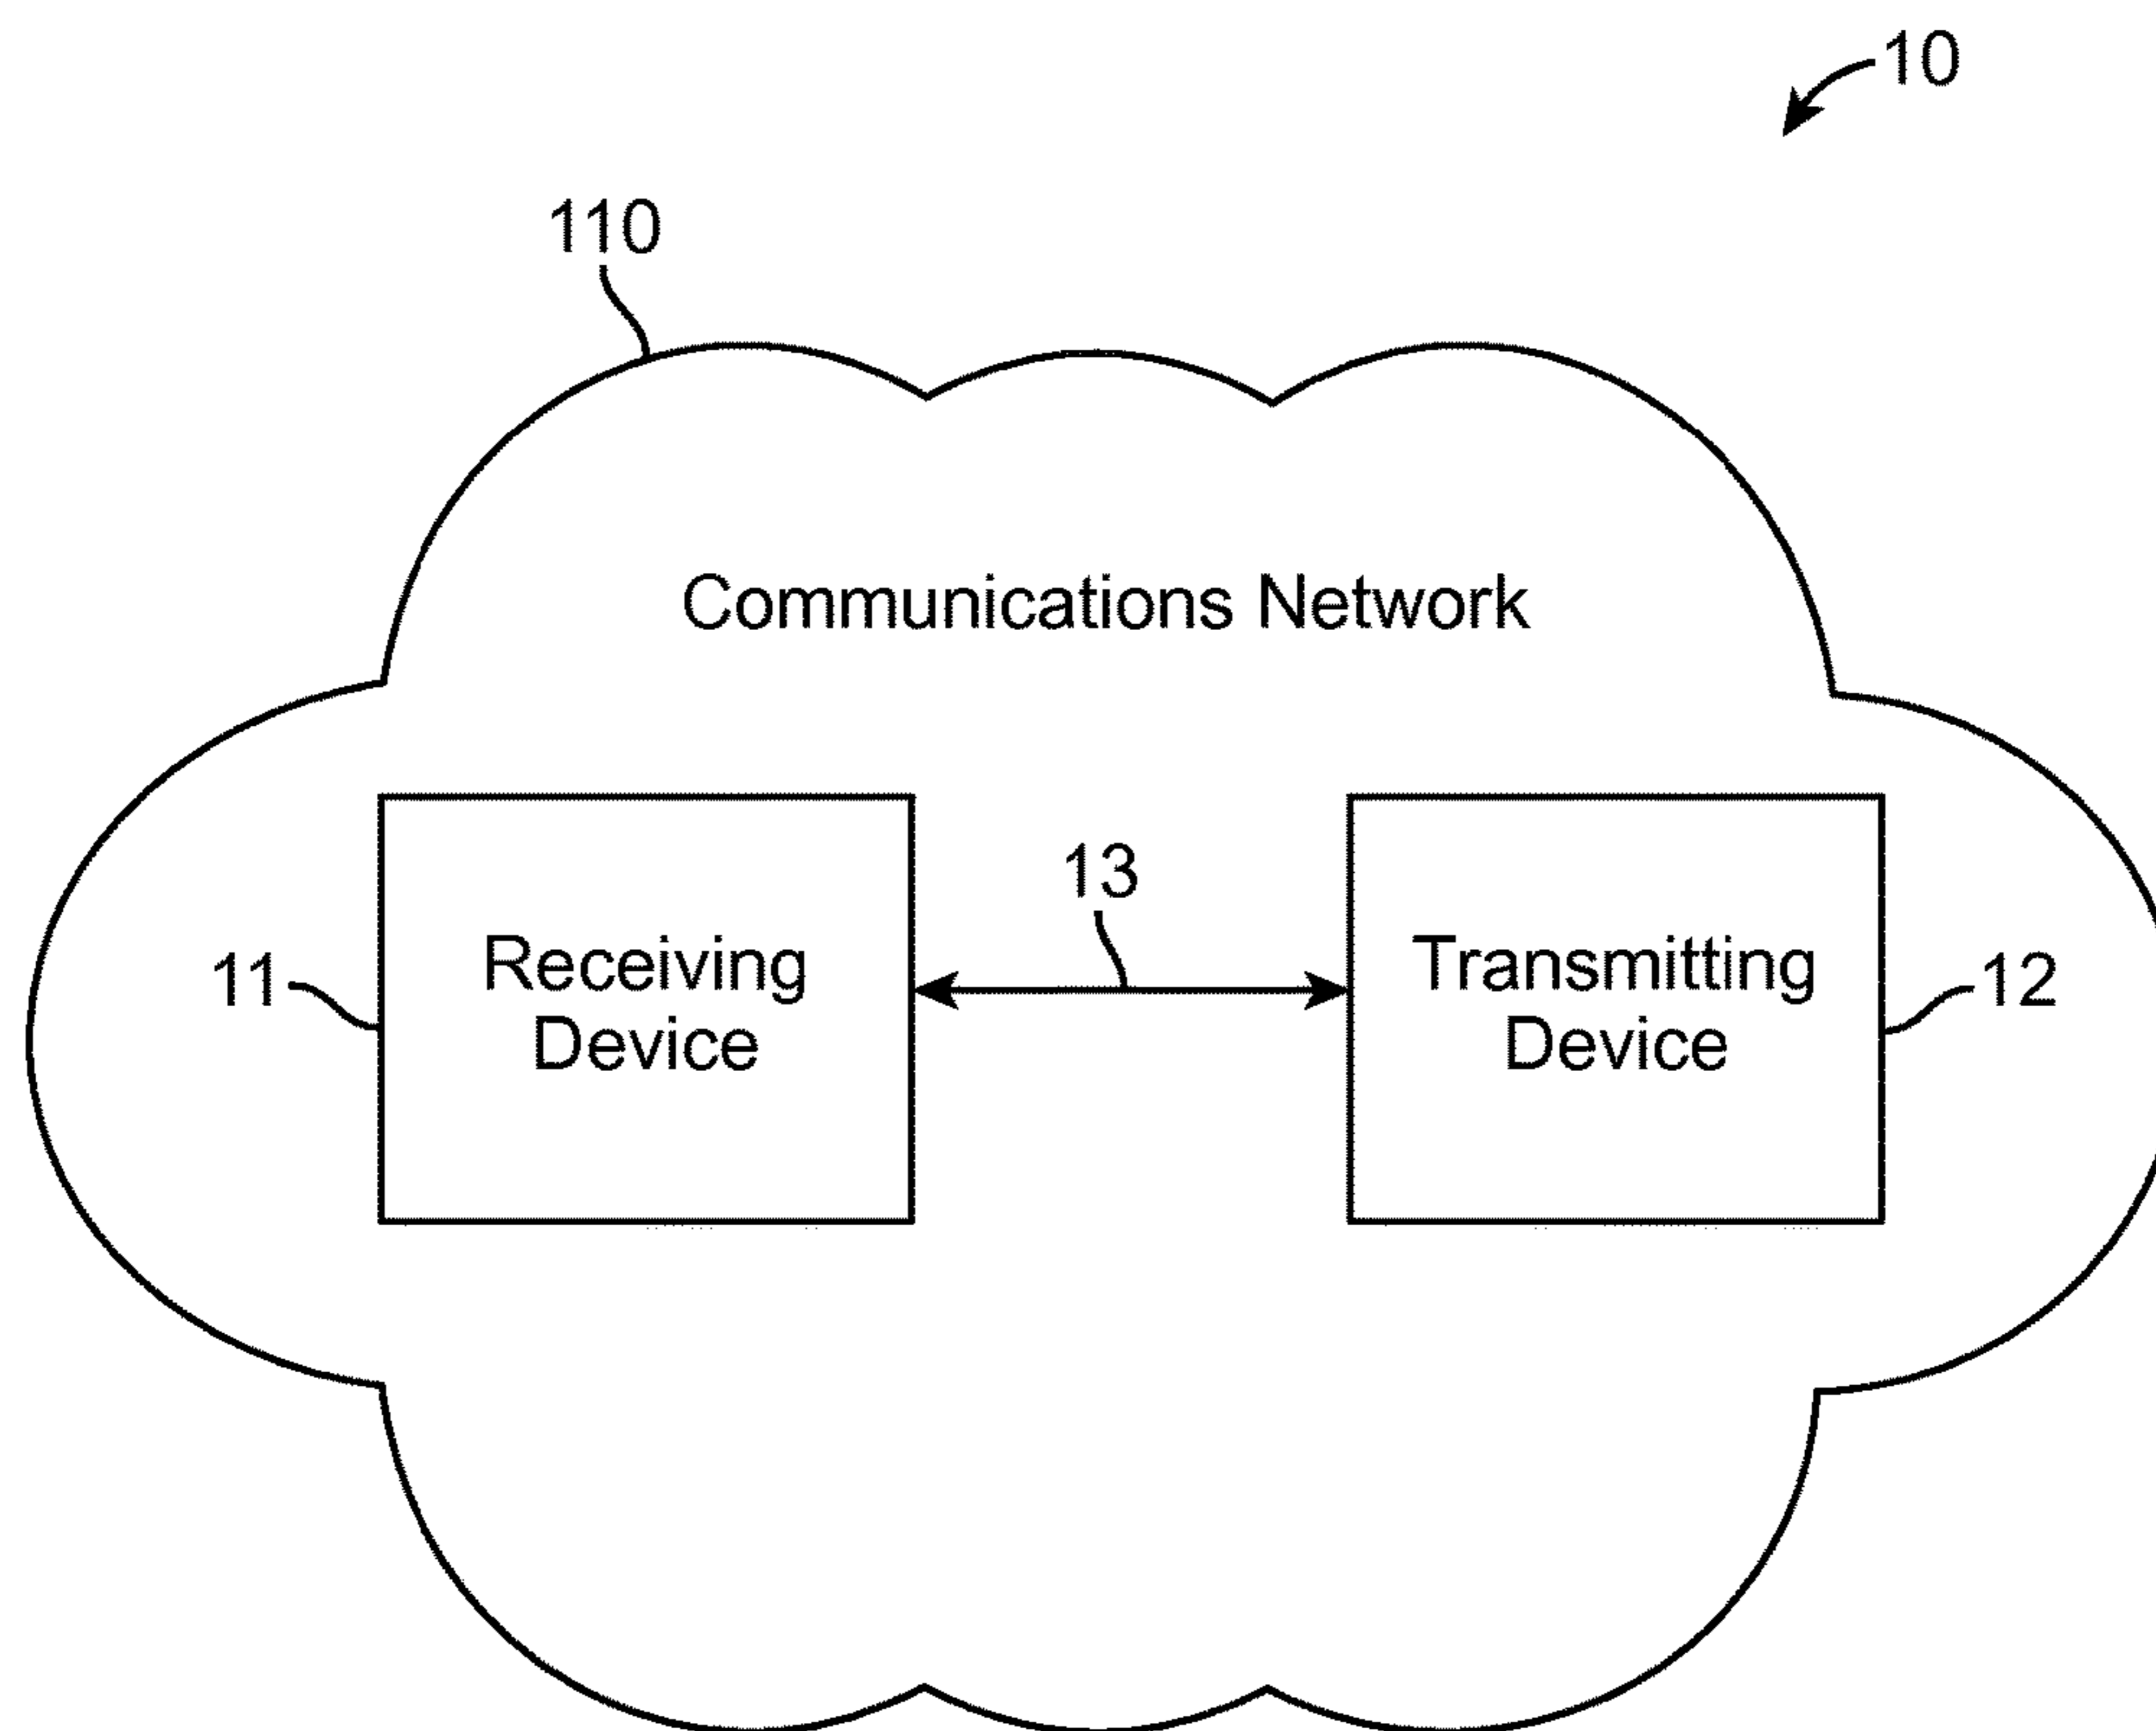 10
110
Communications Network
13
11
Receiving
Device
Transmitting
Device
12